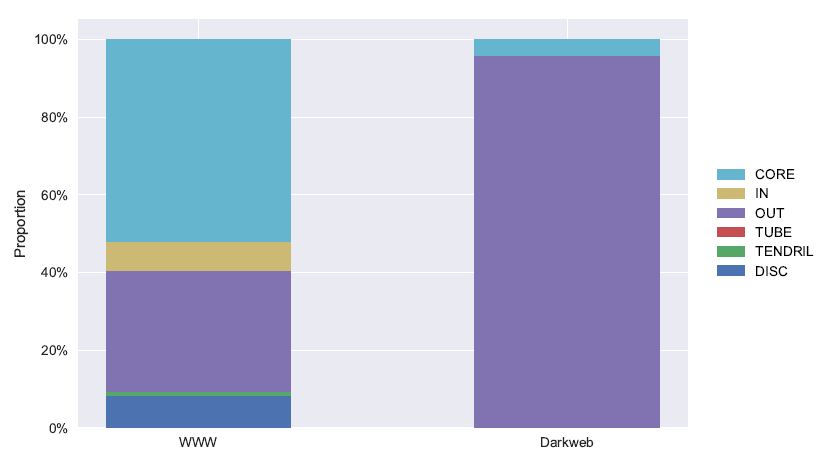 Proportion
100%
80%
60%
40%
20%
0%
WWW
Darkweb
CORE
IN
OUT
TUBE
TENDRIL
DISC